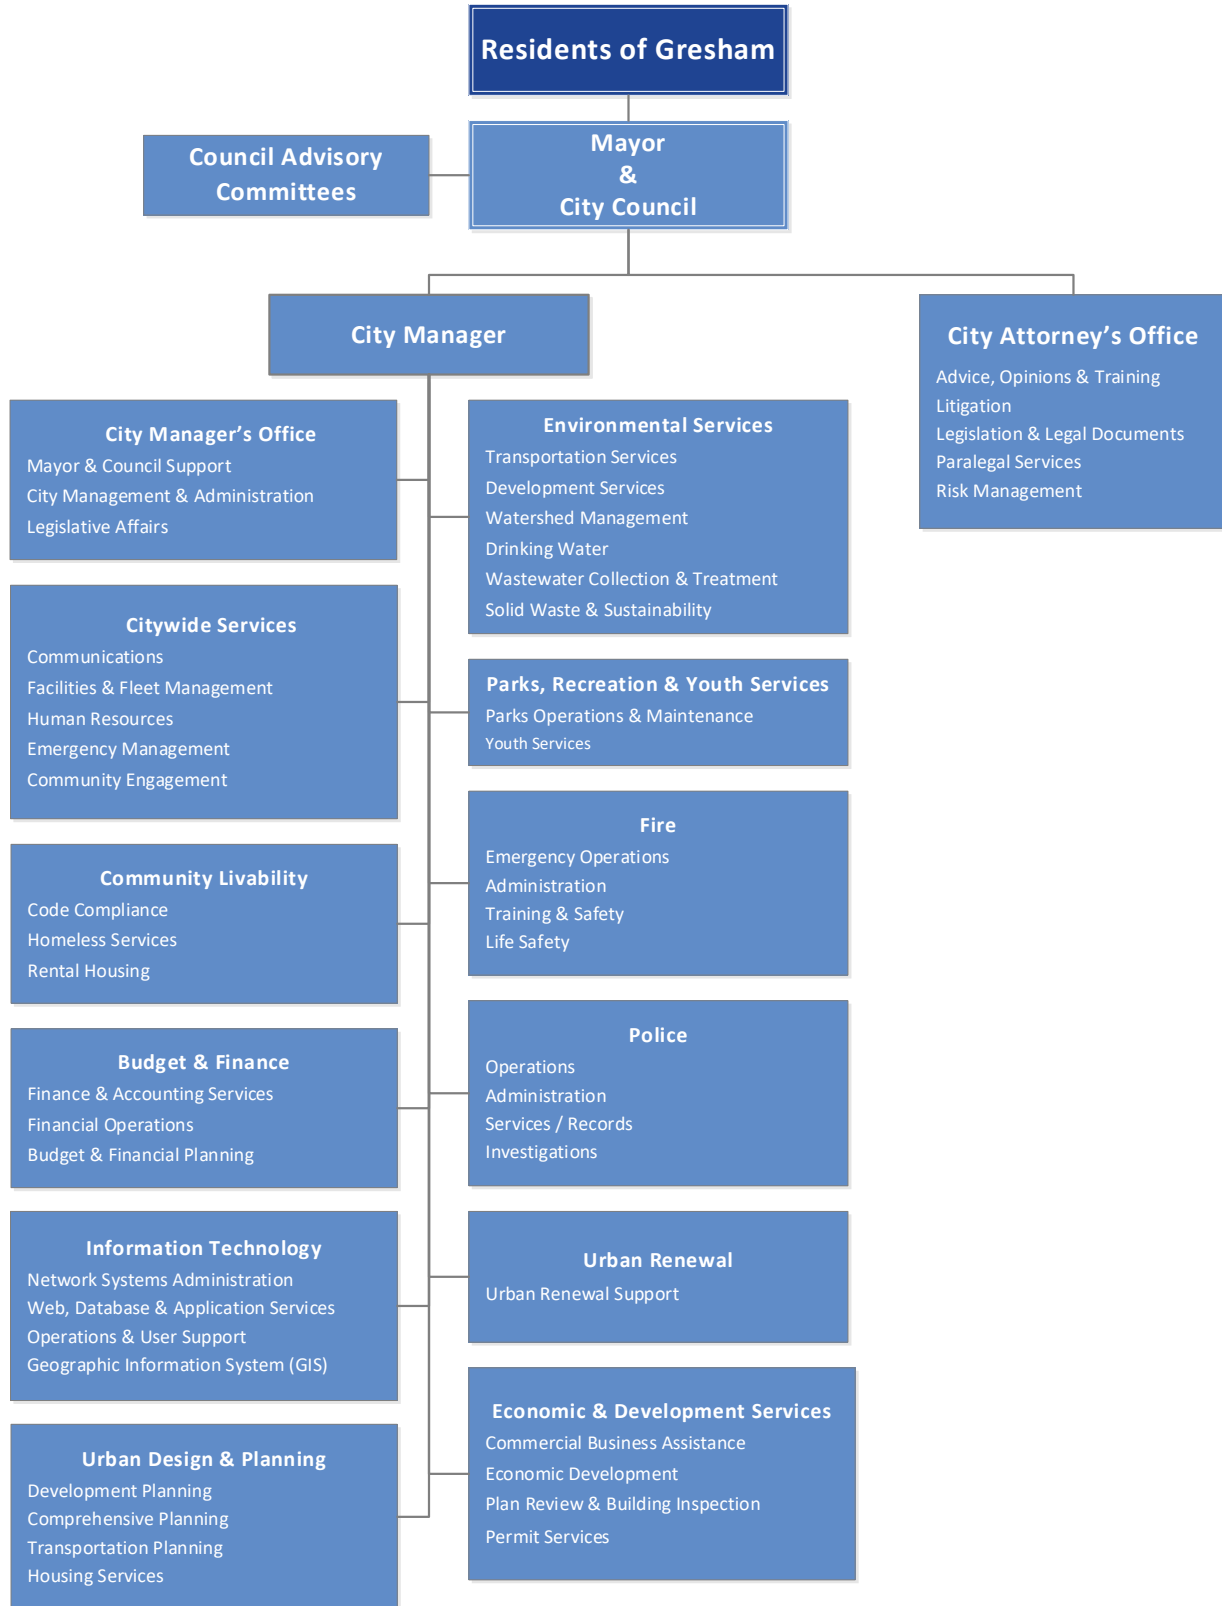 Residents of Gresham
Council Advisory
Committees
Mayor
&
City Council
City Manager
City Attorney's Office
Advice, Opinions & Training
Litigation
Legislation & Legal Documents
Paralegal Services
Risk Management
City Manager's Office
Mayor & Council Support
City Management & Administration
Legislative Affairs
Citywide Services
Communications
Facilities & Fleet Management
Human Resources
Emergency Management
Community Engagement
Community Livability
Code Compliance
Homeless Services
Rental Housing
Budget & Finance
Finance & Accounting Services
Financial Operations
Budget & Financial Planning
Information Technology
Network Systems Administration
Web, Database & Application Services
Operations & User Support
Geographic Information System (GIS)
Urban Design & Planning
Development Planning
Comprehensive Planning
Transportation Planning
Housing Services
Environmental Services
Transportation Services
Development Services
Watershed Management
Drinking Water
Wastewater Collection & Treatment
Solid Waste & Sustainability
Parks, Recreation & Youth Services
Parks Operations & Maintenance
Youth Services
Fire
Emergency Operations
Administration
Training & Safety
Life Safety
Police
Operations
Administration
Services / Records
Investigations
Urban Renewal
Urban Renewal Support
Economic & Development Services
Commercial Business Assistance
Economic Development
Plan Review & Building Inspection
Permit Services